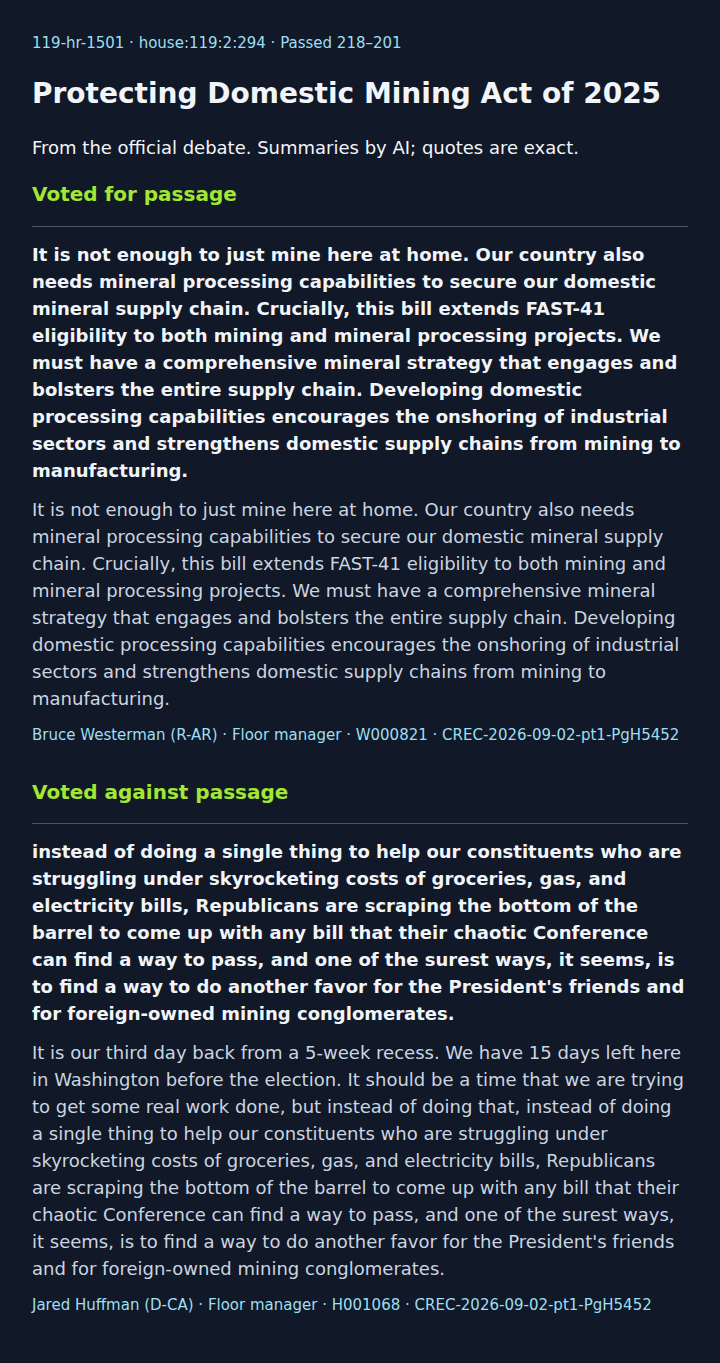 119-hr-1501 · house:119:2:294 · Passed 218–201
Protecting Domestic Mining Act of 2025
From the official debate. Summaries by AI; quotes are exact.
Voted for passage
It is not enough to just mine here at home. Our country also
needs mineral processing capabilities to secure our domestic
mineral supply chain. Crucially, this bill extends FAST-41
eligibility to both mining and mineral processing projects. We
must have a comprehensive mineral strategy that engages and
bolsters the entire supply chain. Developing domestic
processing capabilities encourages the onshoring of industrial
sectors and strengthens domestic supply chains from mining to
manufacturing.
It is not enough to just mine here at home. Our country also needs
mineral processing capabilities to secure our domestic mineral supply
chain. Crucially, this bill extends FAST-41 eligibility to both mining and
mineral processing projects. We must have a comprehensive mineral
strategy that engages and bolsters the entire supply chain. Developing
domestic processing capabilities encourages the onshoring of industrial
sectors and strengthens domestic supply chains from mining to
manufacturing.
Bruce Westerman (R-AR) · Floor manager · W000821 · CREC-2026-09-02-pt1-PgH5452
Voted against passage
instead of doing a single thing to help our constituents who are
struggling under skyrocketing costs of groceries, gas, and
electricity bills, Republicans are scraping the bottom of the
barrel to come up with any bill that their chaotic Conference
can find a way to pass, and one of the surest ways, it seems, is
to find a way to do another favor for the President's friends and
for foreign-owned mining conglomerates.
It is our third day back from a 5-week recess. We have 15 days left here
in Washington before the election. It should be a time that we are trying
to get some real work done, but instead of doing that, instead of doing
a single thing to help our constituents who are struggling under
skyrocketing costs of groceries, gas, and electricity bills, Republicans
are scraping the bottom of the barrel to come up with any bill that their
chaotic Conference can find a way to pass, and one of the surest ways,
it seems, is to find a way to do another favor for the President's friends
and for foreign-owned mining conglomerates.
Jared Huffman (D-CA) · Floor manager · H001068 · CREC-2026-09-02-pt1-PgH5452